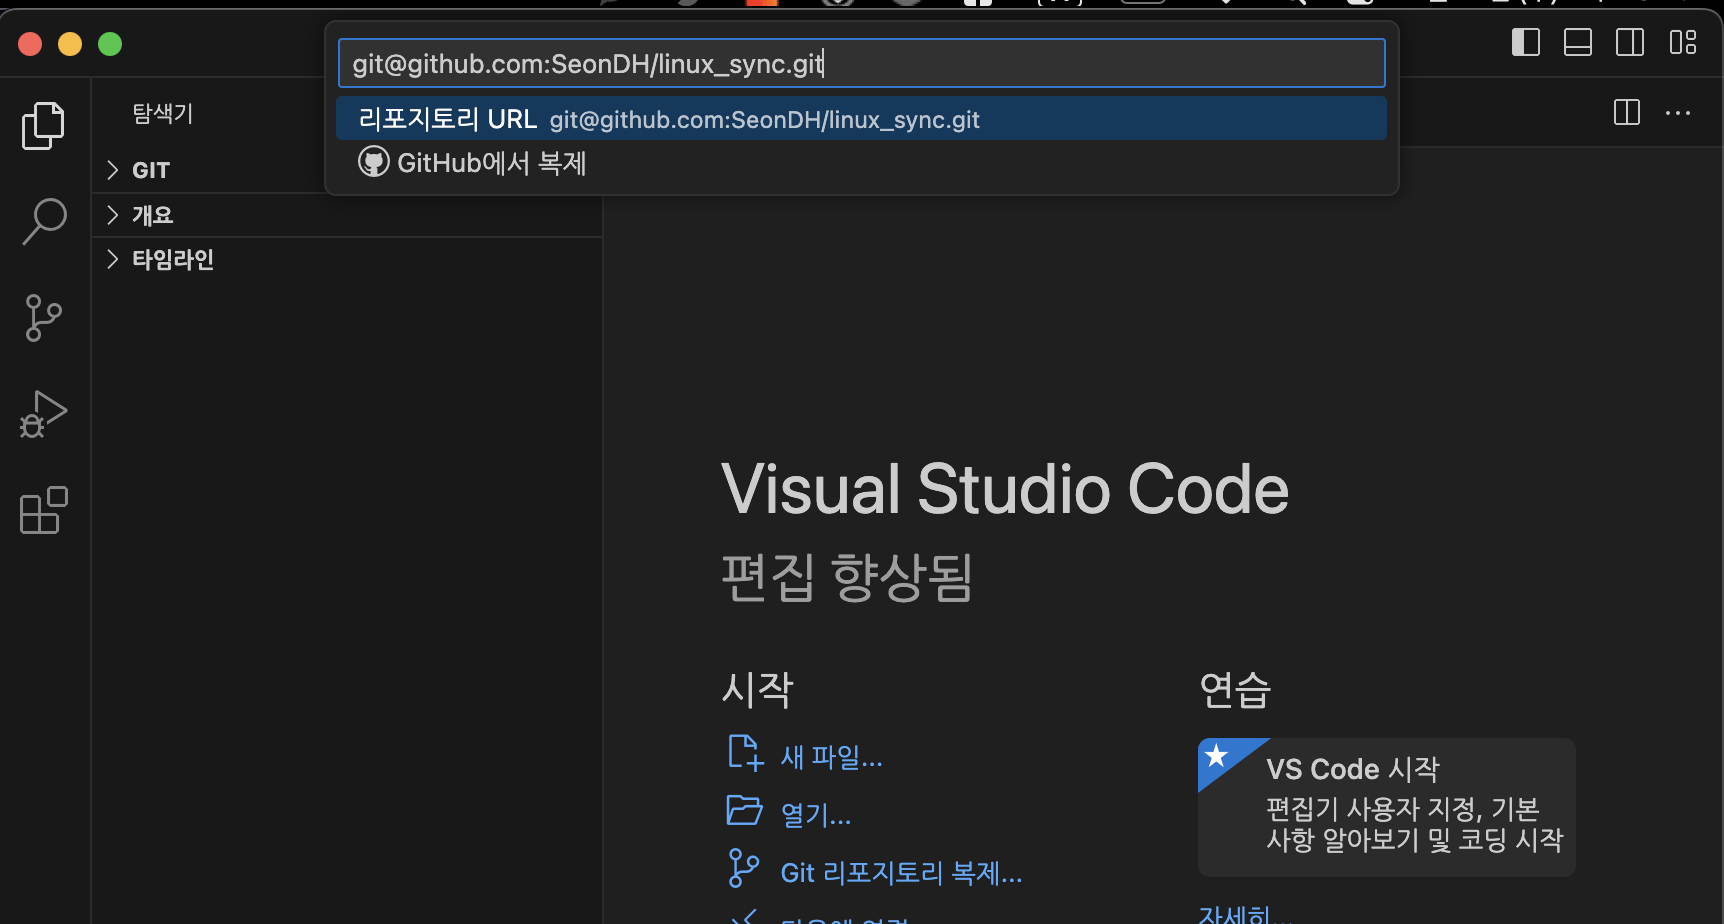 git@github.com:SeonDH/linux_sync.git
리포지토리 URL git@github.com:SeonDH/linux_sync.git
GitHub에서 복제
탐색기
GIT
개요
타임라인
Visual Studio Code
편집 향상됨
시작
새 파일...
열기...
Git 리포지토리 복제...
연습
VS Code 시작
편집기 사용자 지정, 기본
사항 알아보기 및 코딩 시작
자세히...